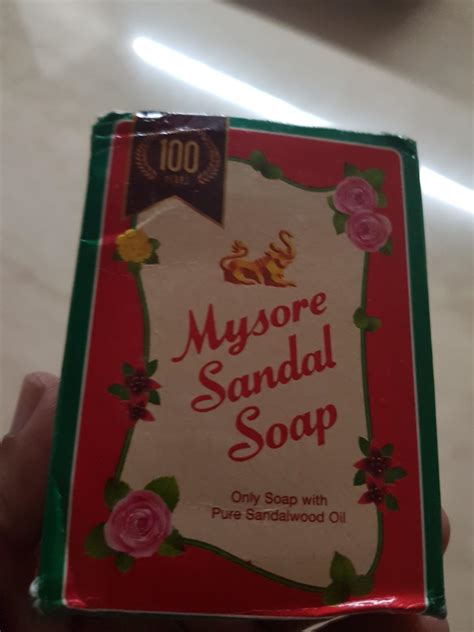 100
YEARS
Mysore
Sandal
Soap
Only Soap with
Pure Sandalwood Oil